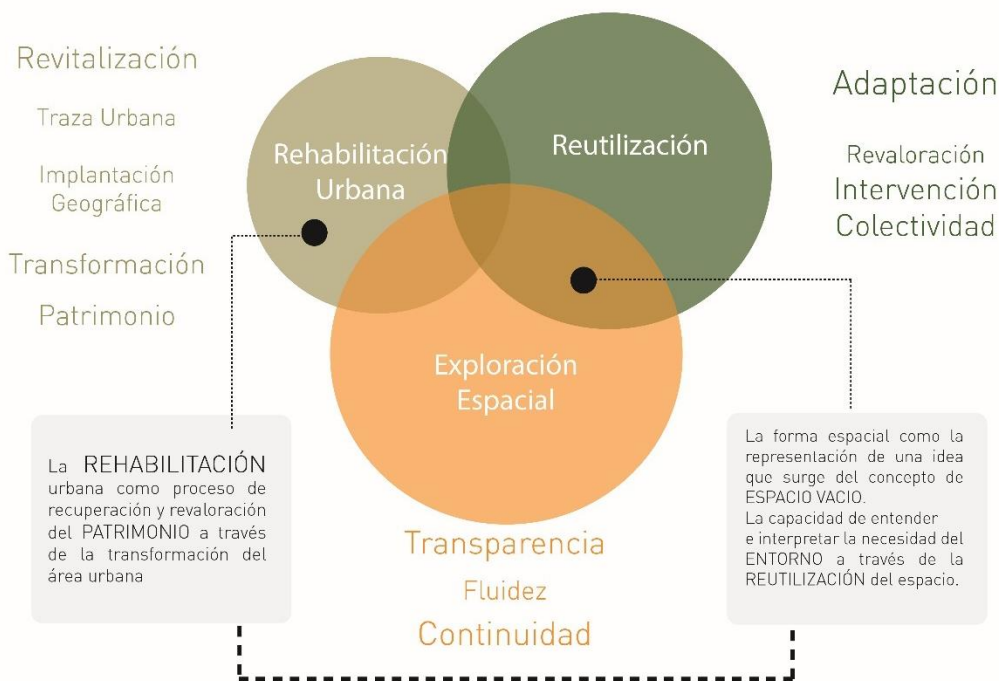 Revitalización
Traza Urbana
Implantación
Geográfica
Transformación
Patrimonio
Rehabilitación
Urbana
Reutilización
Exploración
Espacial
Adaptación
Revaloración
Intervención
Colectividad
La REHABILITACIÓN
urbana como proceso de
recuperación y revaloración
del PATRIMONIO a través
de la transformación del
área urbana
Transparencia
Fluidez
Continuidad
La forma espacial como la
representación de una idea
que surge del concepto de
ESPACIO VACIO.
La capacidad de entender
e interpretar la necesidad del
ENTORNO a través de la
REUTILIZACIÓN del espacio.